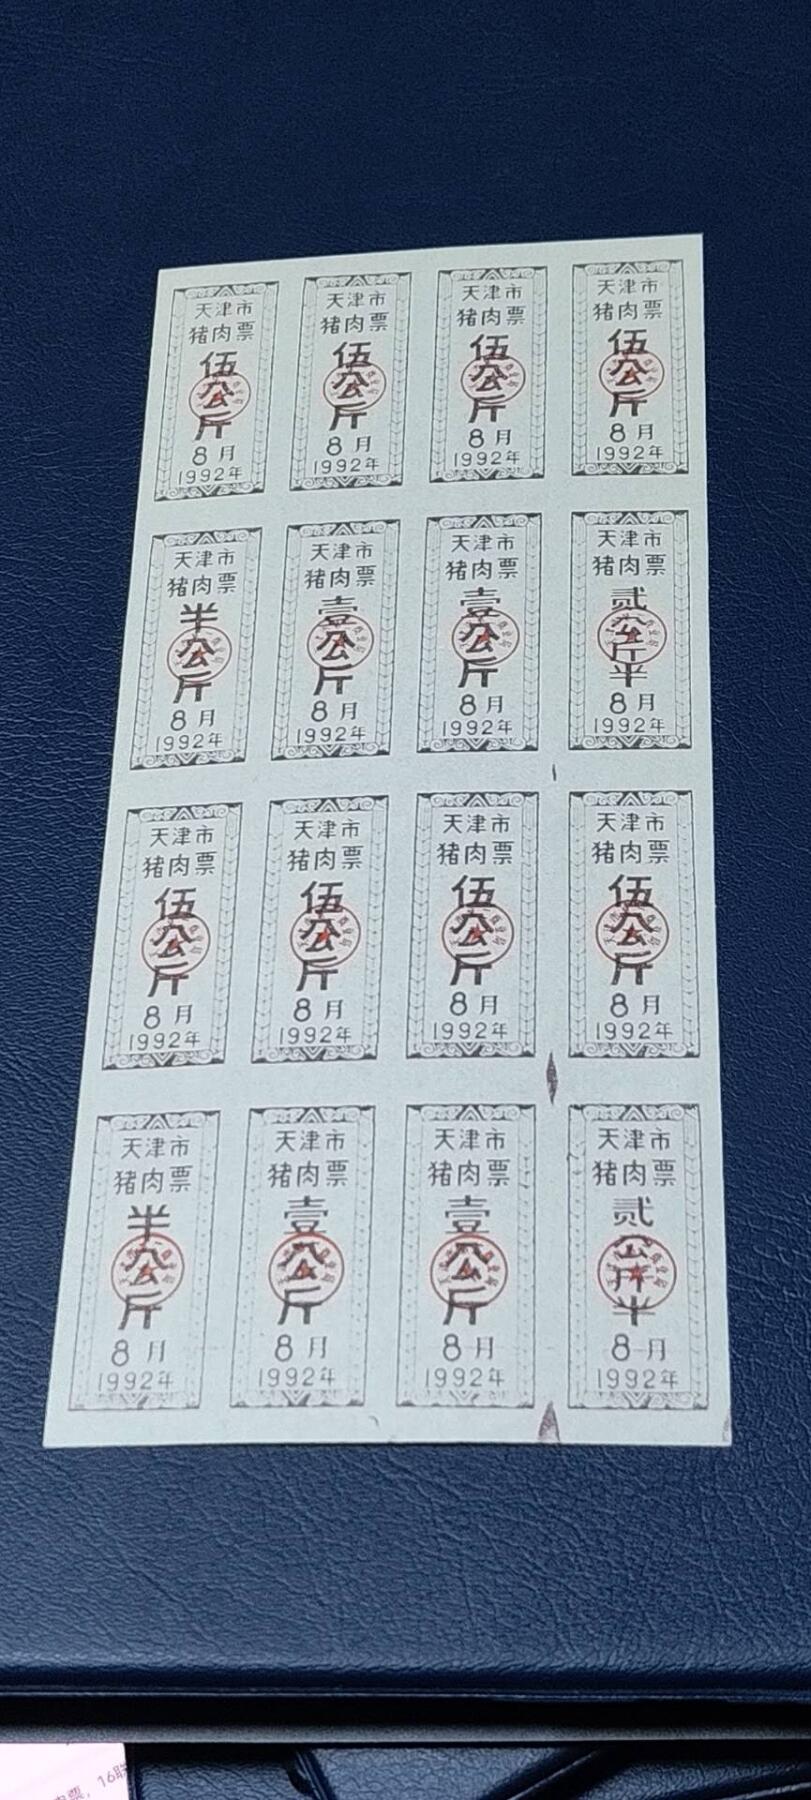 天津市
猪肉票
伍公斤
8月
1992年
天津市
猪肉票
伍公斤
8月
1992年
天津市
猪肉票
伍公斤
8月
1992年
天津市
猪肉票
伍公斤
8月
1992年
天津市
猪肉票
半公斤
8月
1992年
天津市
猪肉票
壹公斤
8月
1992年
天津市
猪肉票
壹公斤
8月
1992年
天津市
猪肉票
贰公斤半
8月
1992年
天津市
猪肉票
伍公斤
8月
1992年
天津市
猪肉票
伍公斤
8月
1992年
天津市
猪肉票
伍公斤
8月
1992年
天津市
猪肉票
伍公斤
8月
1992年
天津市
猪肉票
半公斤
8月
1992年
天津市
猪肉票
壹公斤
8月
1992年
天津市
猪肉票
壹公斤
8月
1992年
天津市
猪肉票
贰公斤半
8月
1992年
票，16联